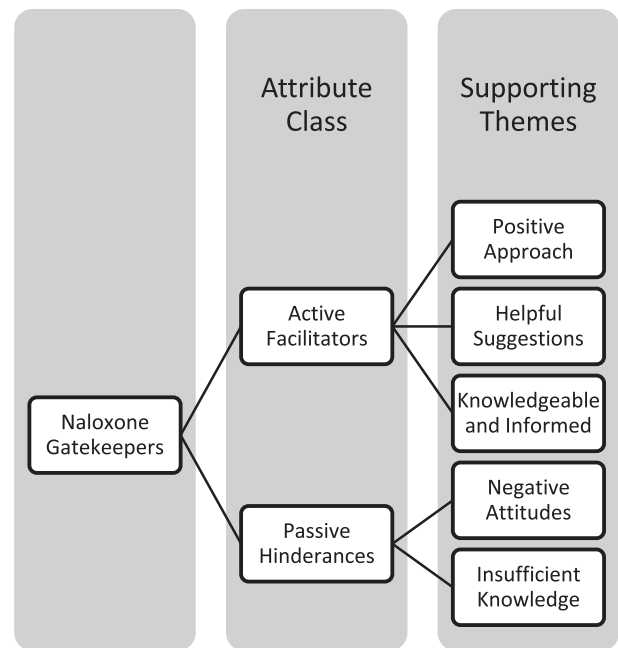 Attribute
Class
Supporting
Themes
Naloxone
Gatekeepers
Active
Facilitators
Passive
Hinderances
Positive
Approach
Helpful
Suggestions
Knowledgeable
and Informed
Negative
Attitudes
Insufficient
Knowledge